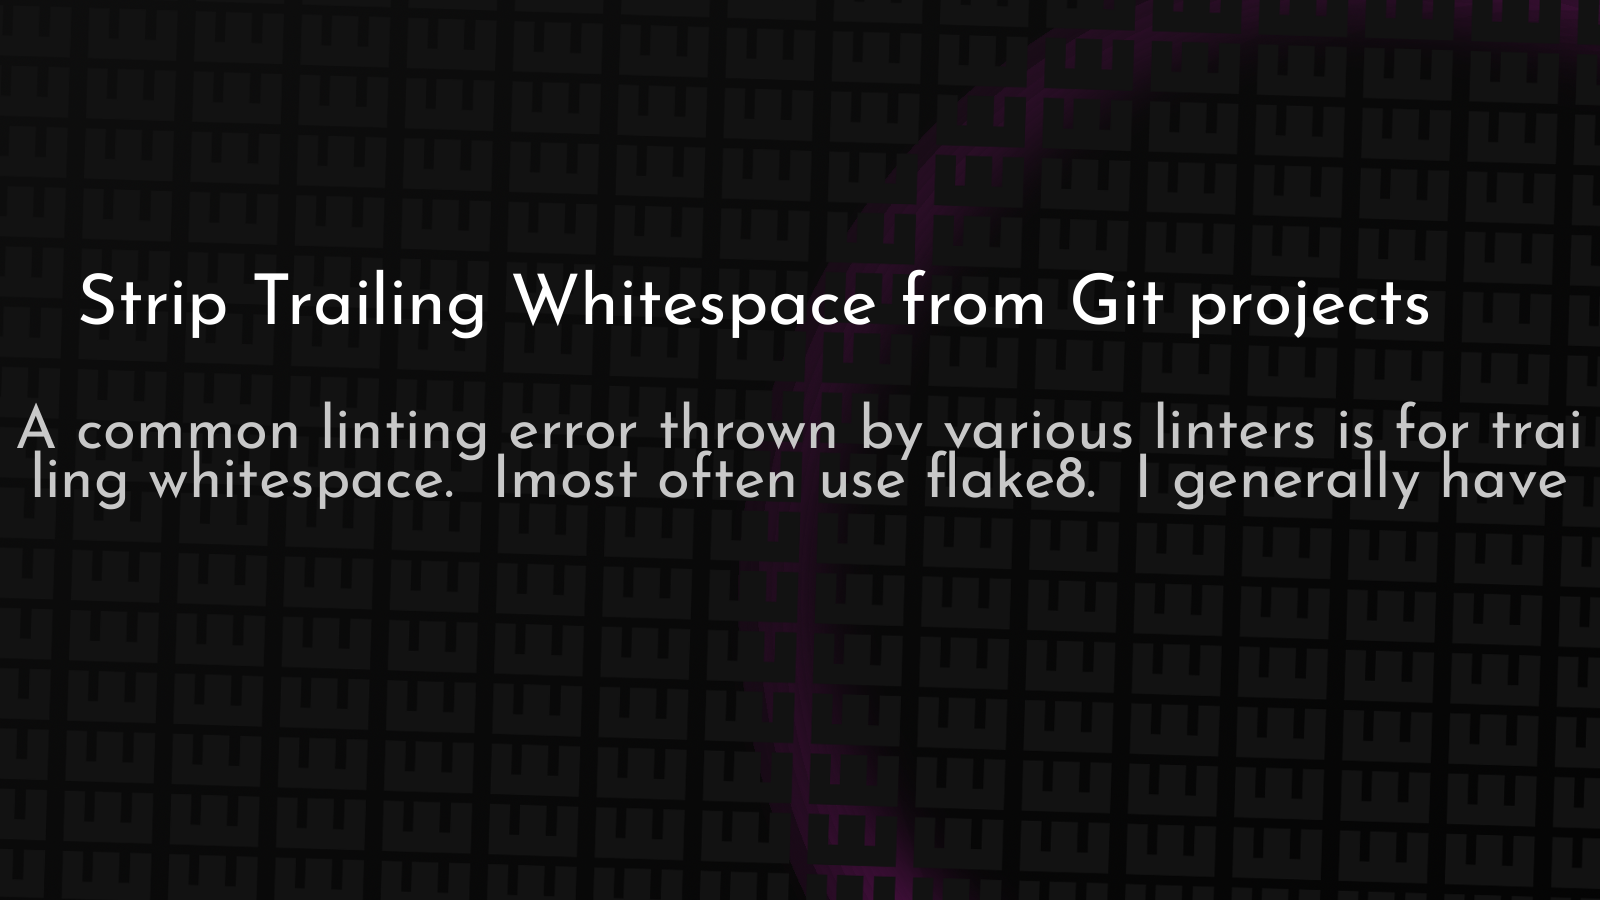 Strip Trailing Whitespace from Git projects
A common linting error thrown by various linters is for trai
ling whitespace.  Imost often use flake8.  I generally have